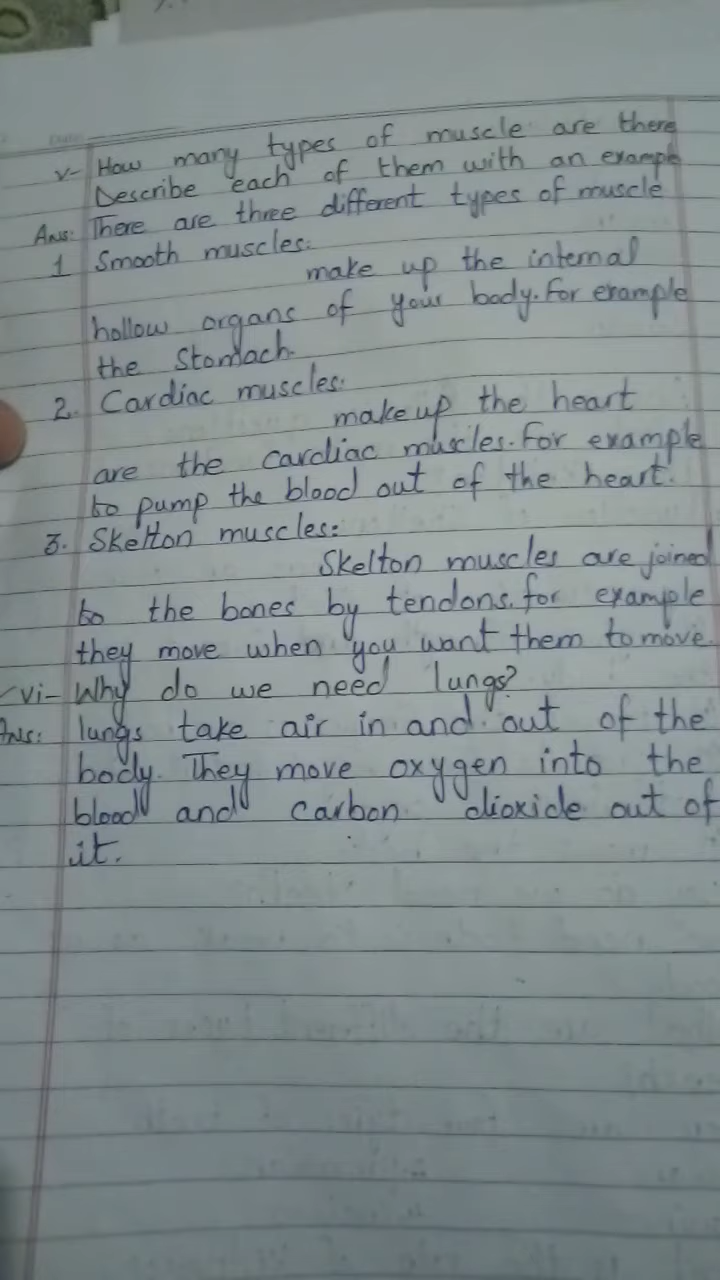 v- How many types of muscle are there
Describe each of them with an exampl
Ans: There are three different types of muscle
1 Smooth muscles:
make up the internal
hollow organs of your body. For example
the Stomach.
2. Cardiac muscles:
make up the heart
are the cardiac muscles. For example
to pump the blood out of the heart.
3. Skelton muscles:
Skelton muscles are joined
to the bones by tendons. for example
they move when you want them to move.
vi- Why do we need lungs?
Ans: lungs take air in and out of the
body. They move oxygen into the
blood and carbon dioxide out of
it.